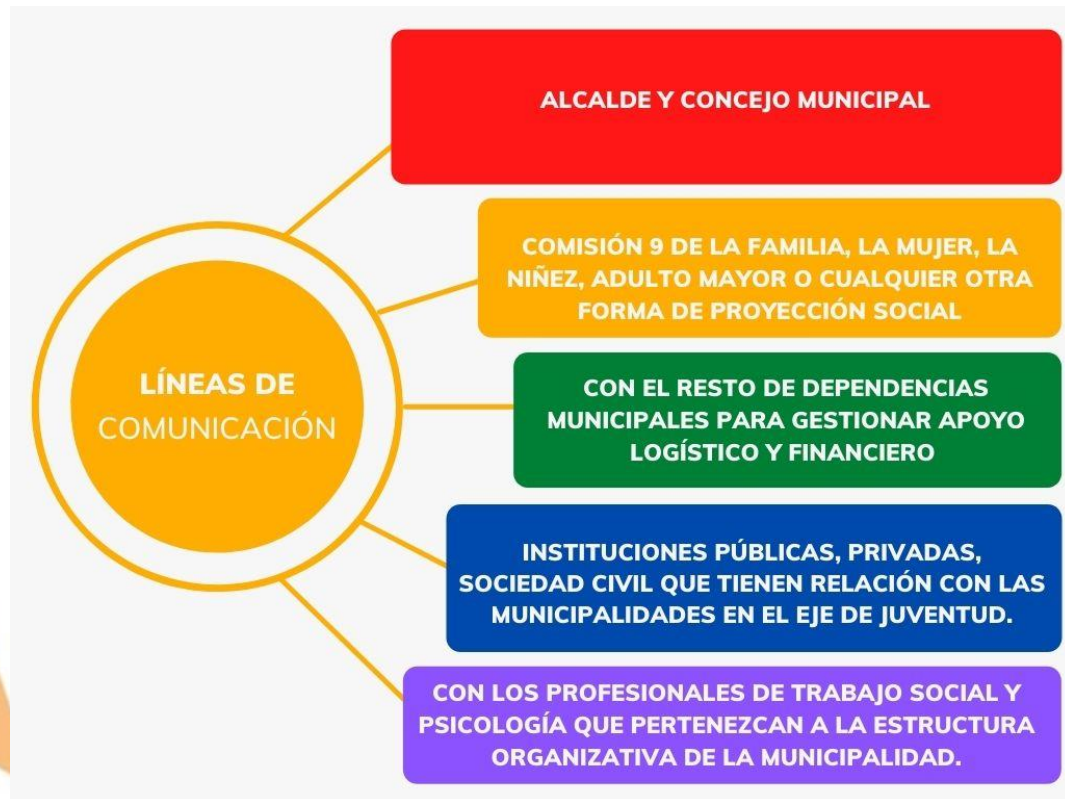 ALCALDE Y CONCEJO MUNICIPAL
COMISIÓN 9 DE LA FAMILIA, LA MUJER, LA
NIÑEZ, ADULTO MAYOR O CUALQUIER OTRA
FORMA DE PROYECCIÓN SOCIAL
LÍNEAS DE
COMUNICACIÓN
CON EL RESTO DE DEPENDENCIAS
MUNICIPALES PARA GESTIONAR APOYO
LOGÍSTICO Y FINANCIERO
INSTITUCIONES PÚBLICAS, PRIVADAS,
SOCIEDAD CIVIL QUE TIENEN RELACIÓN CON LAS
MUNICIPALIDADES EN EL EJE DE JUVENTUD.
CON LOS PROFESIONALES DE TRABAJO SOCIAL Y
PSICOLOGÍA QUE PERTENEZCAN A LA ESTRUCTURA
ORGANIZATIVA DE LA MUNICIPALIDAD.